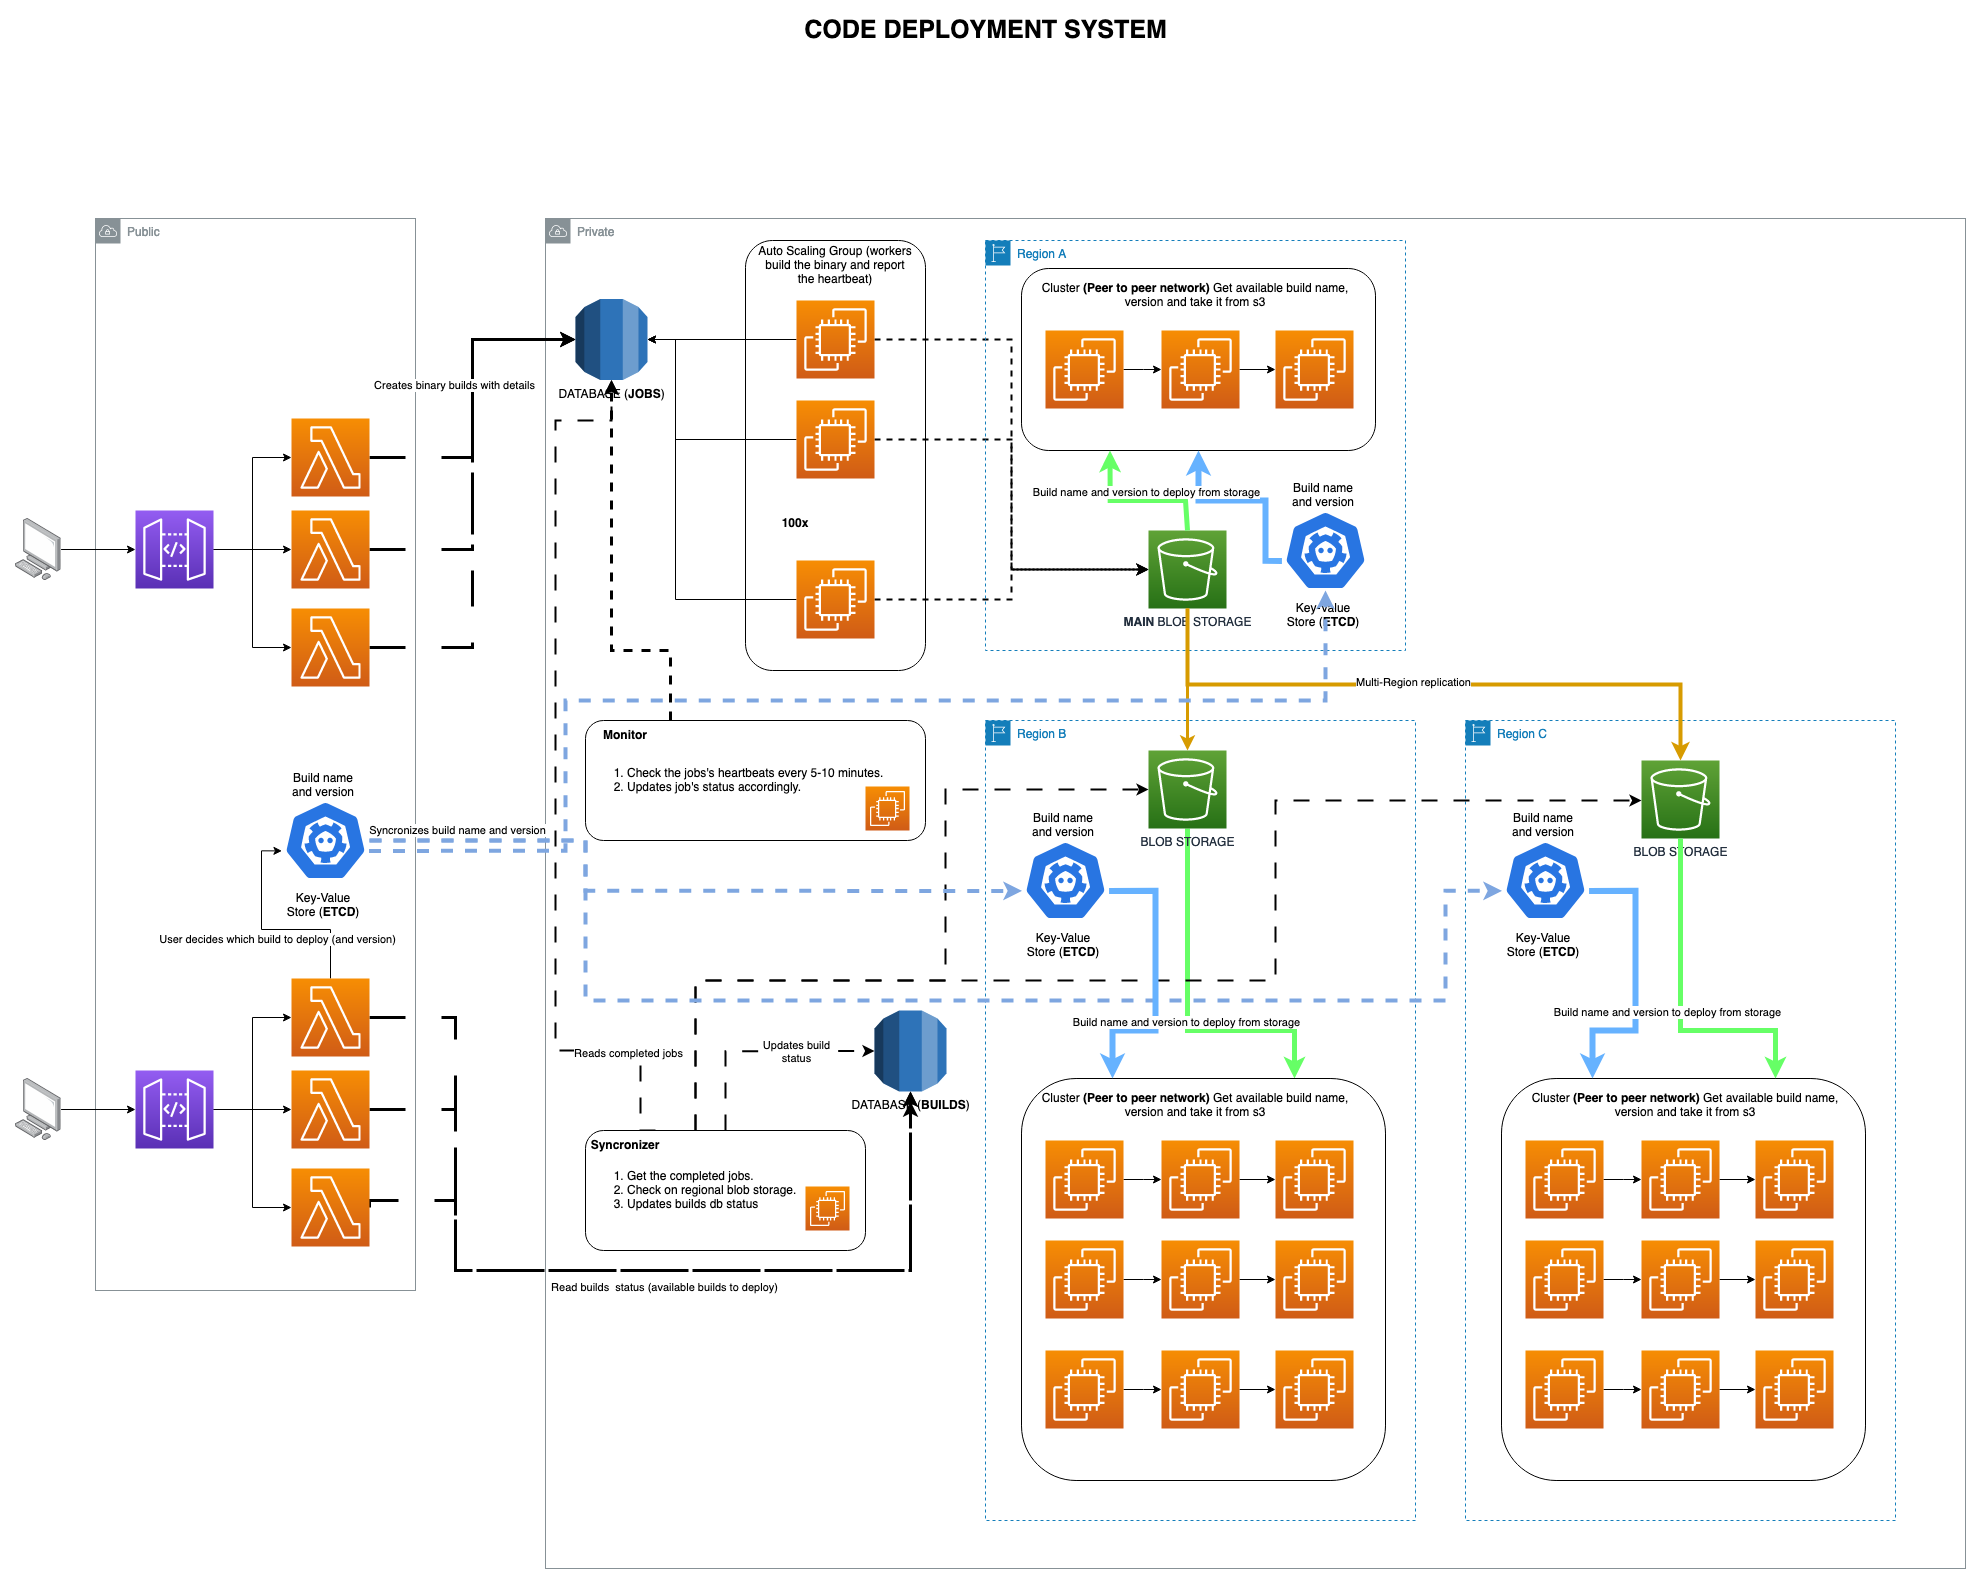 CODE DEPLOYMENT SYSTEM
Public
Private
Auto Scaling Group (workers
build the binary and report
the heartbeat)
Region A
Cluster (Peer to peer network) Get available build name,
version and take it from s3
Creates binary builds with details
DATABASE (JOBS)
100x
Build name and version to deploy from storage
Build name
and version
MAIN BLOB STORAGE
Key-Value
Store (ETCD)
Multi-Region replication
Monitor
1. Check the jobs's heartbeats every 5-10 minutes.
2. Updates job's status accordingly.
Region B
Region C
Build name
and version
Syncronizes build name and version
Key-Value
Store (ETCD)
User decides which build to deploy (and version)
Build name
and version
BLOB STORAGE
Key-Value
Store (ETCD)
Build name
and version
BLOB STORAGE
Key-Value
Store (ETCD)
Build name and version to deploy from storage
Build name and version to deploy from storage
Reads completed jobs
Updates build
status
DATABASE (BUILDS)
Syncronizer
1. Get the completed jobs.
2. Check on regional blob storage.
3. Updates builds db status
Read builds status (available builds to deploy)
Cluster (Peer to peer network) Get available build name,
version and take it from s3
Cluster (Peer to peer network) Get available build name,
version and take it from s3